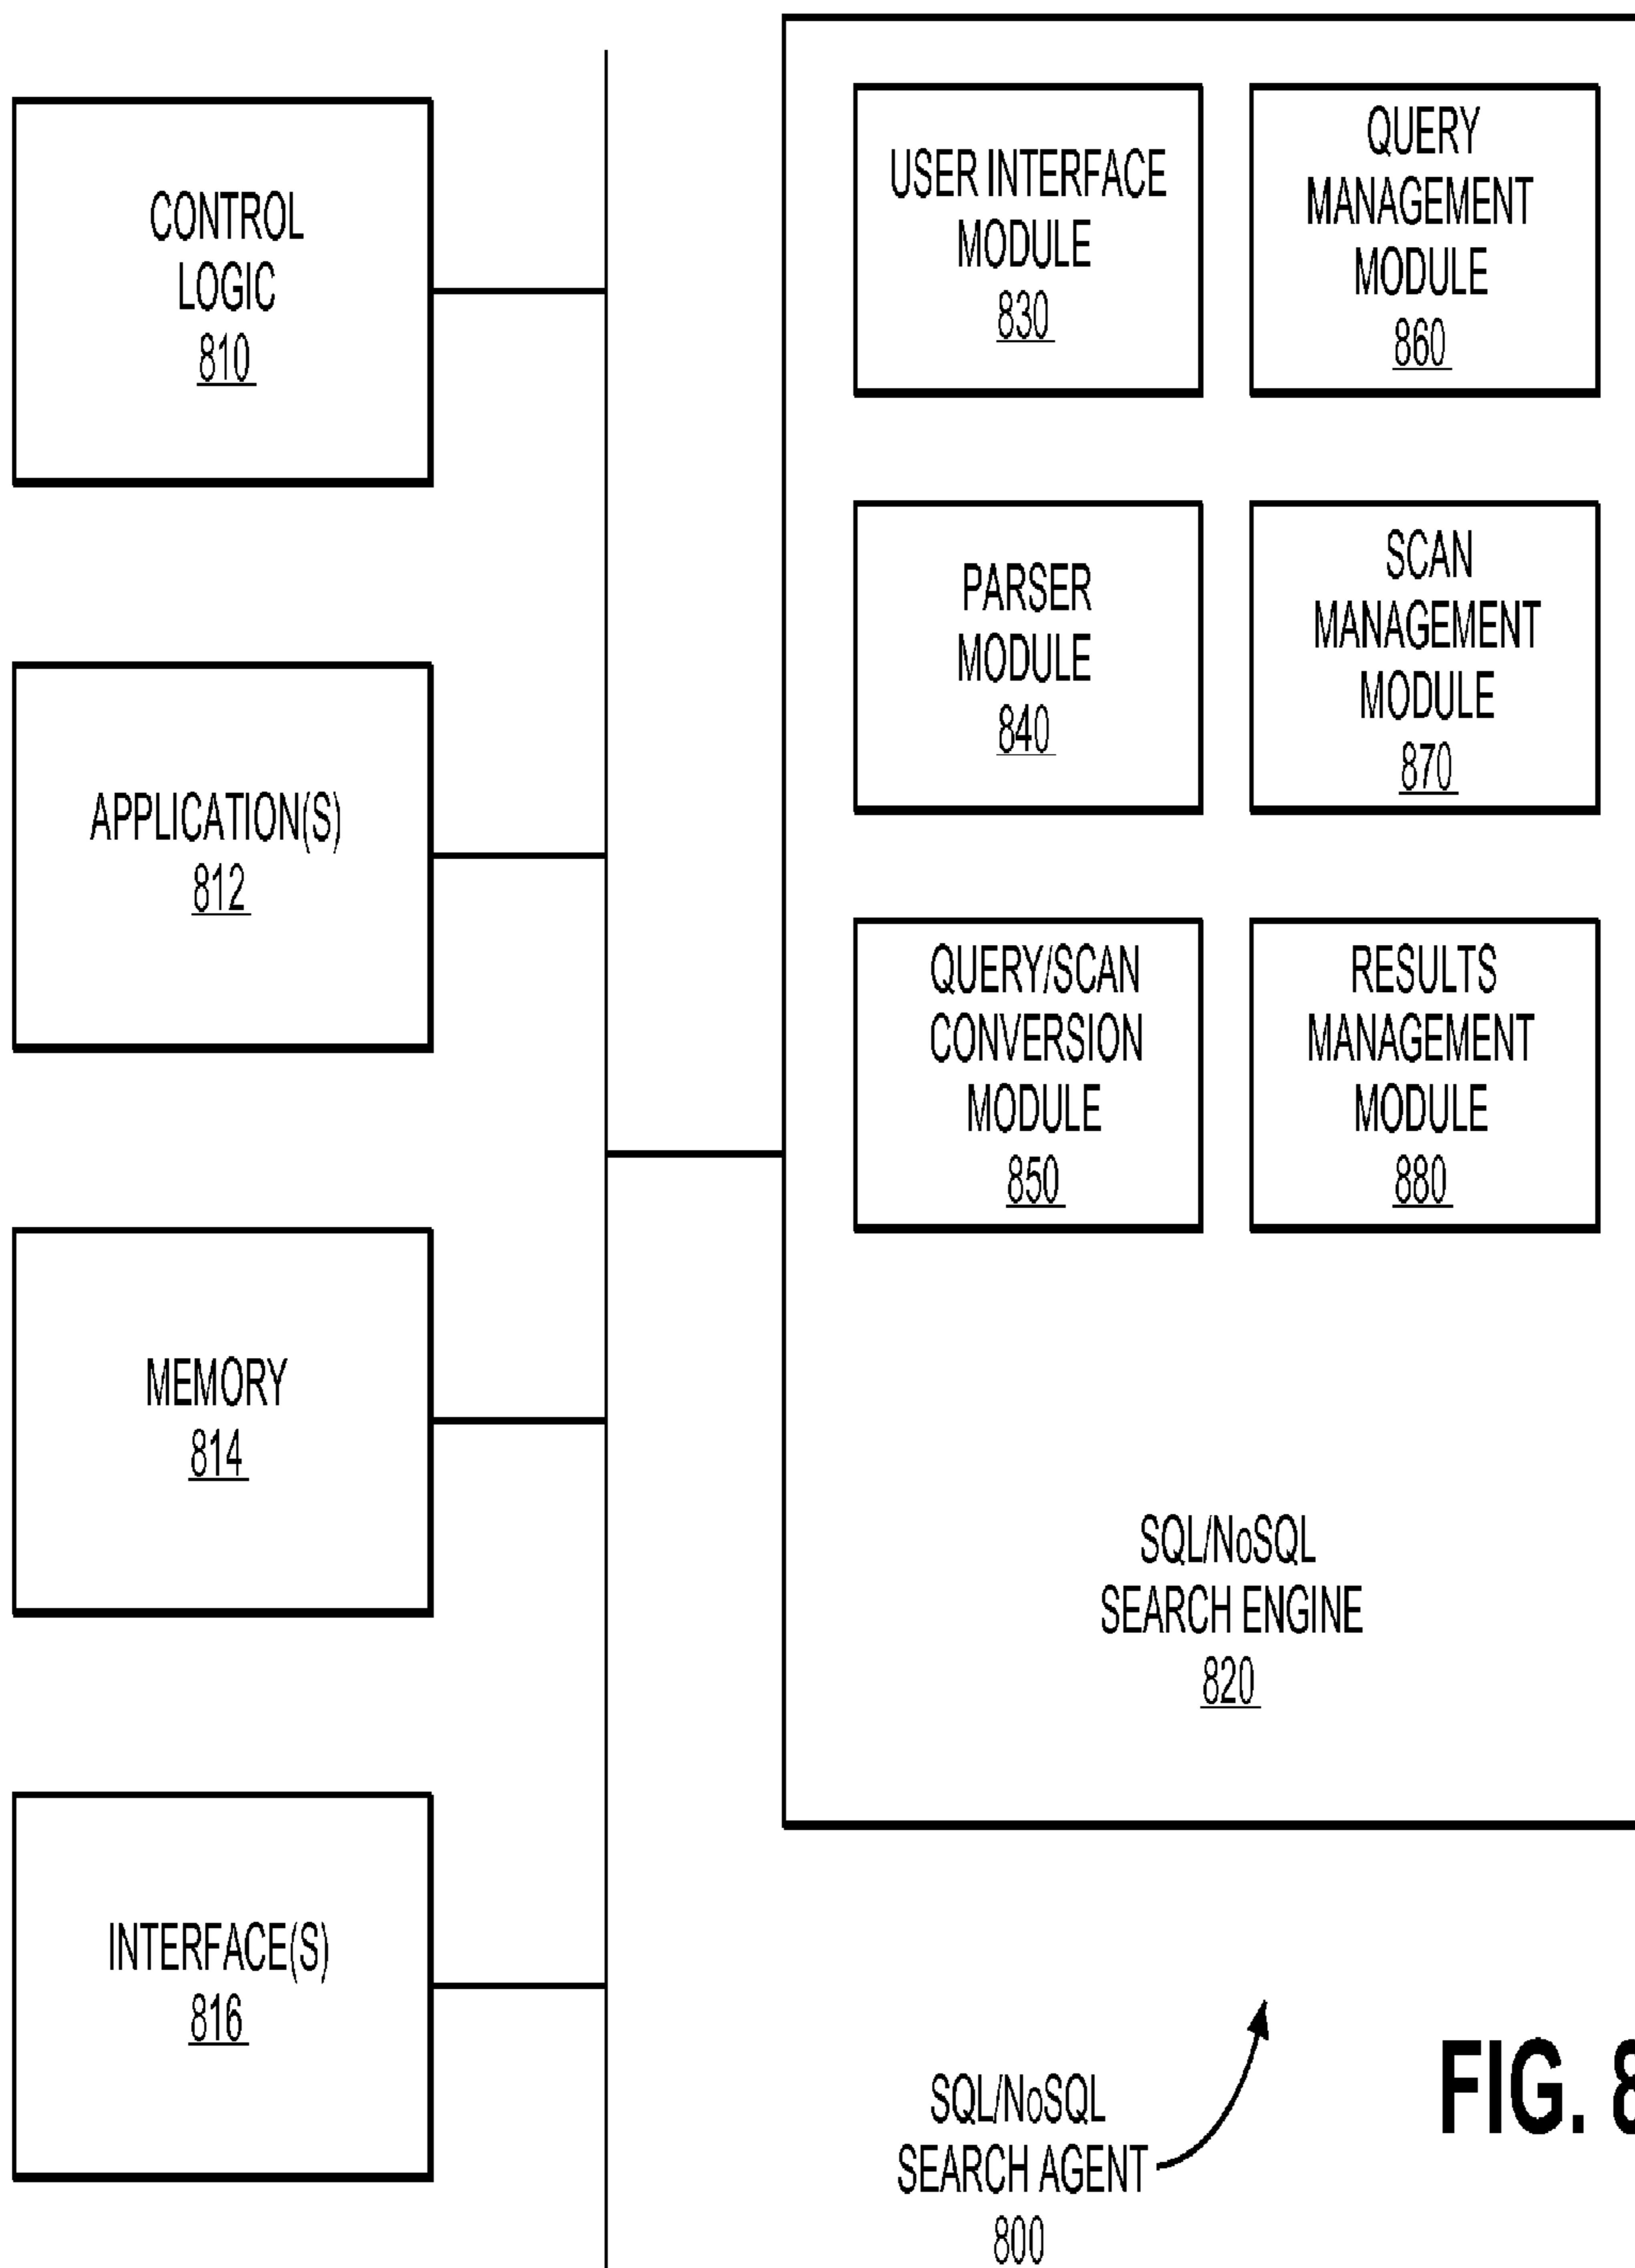 CONTROL
LOGIC
810
APPLICATION(S)
812
MEMORY
814
INTERFACE(S)
816
USER INTERFACE
MODULE
830
QUERY
MANAGEMENT
MODULE
860
PARSER
MODULE
840
SCAN
MANAGEMENT
MODULE
870
QUERY/SCAN
CONVERSION
MODULE
850
RESULTS
MANAGEMENT
MODULE
880
SQL/NoSQL
SEARCH ENGINE
820
SQL/NoSQL
SEARCH AGENT
800
FIG. 8